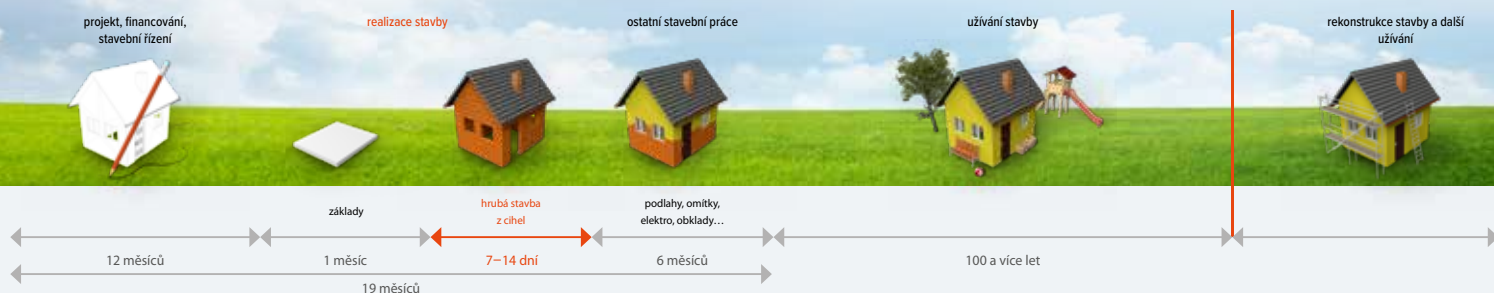 projekt, financování,
stavební řízení
realizace stavby
ostatní stavební práce
užívání stavby
rekonstrukce stavby a další
užívání
základy
hrubá stavba
z cihel
podlahy, omítky,
elektro, obklady…
12 měsíců
1 měsíc
7–14 dní
6 měsíců
100 a více let
19 měsíců